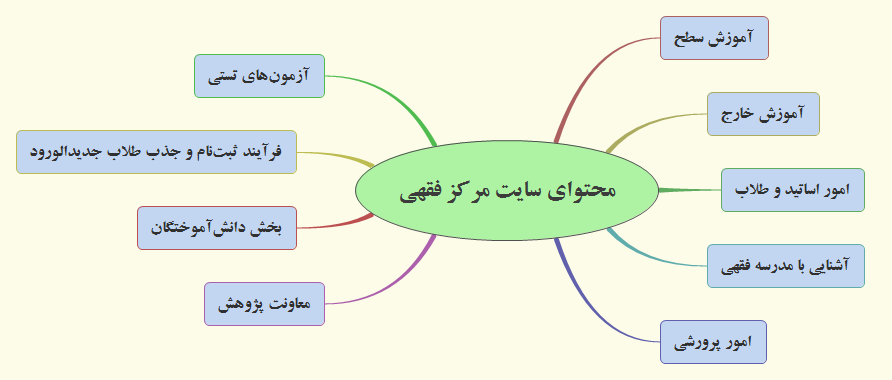 محتوای سایت مرکز فقهی
آموزش سطح
آموزش خارج
امور اساتید و طلاب
آشنایی با مدرسه فقهی
امور پرورشی
آزمون‌های تستی
فرآیند ثبت‌نام و جذب طلاب جدیدالورود
بخش دانش‌آموختگان
معاونت پژوهش